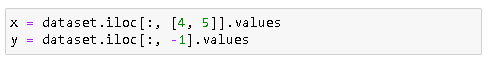 x = dataset.iloc[:, [4, 5]].values
y = dataset.iloc[:, -1].values